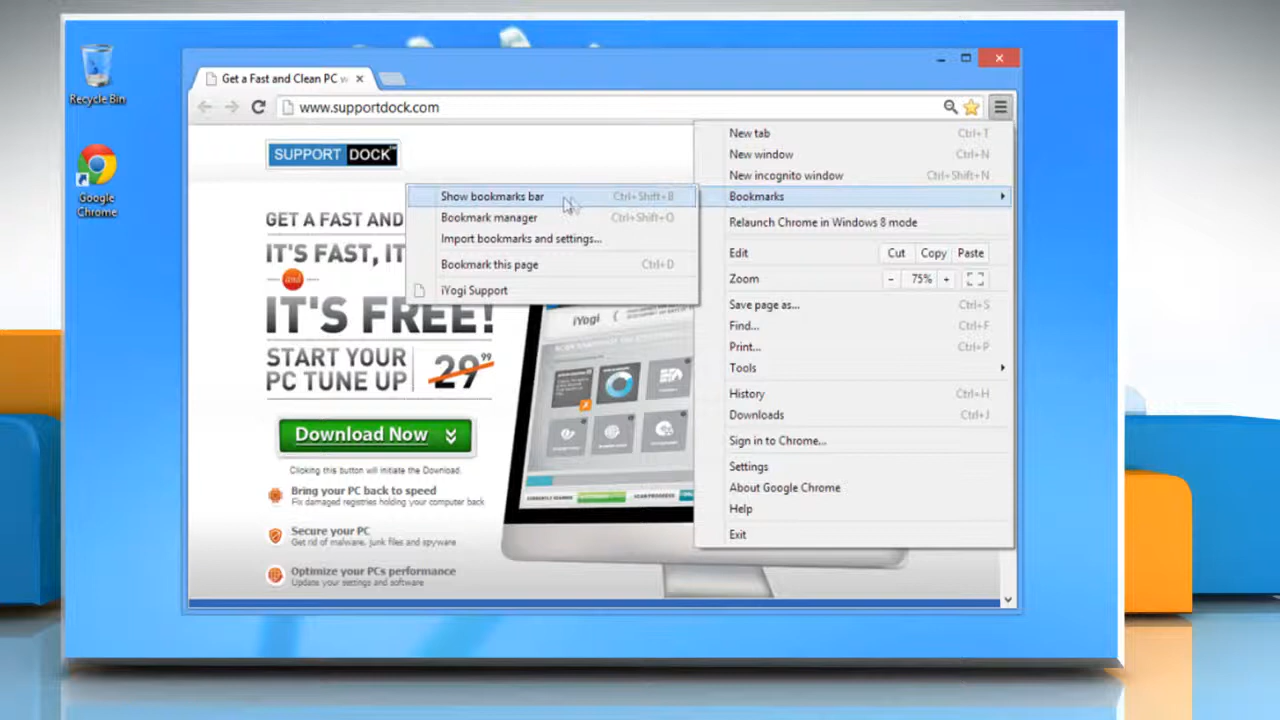 Recycle Bin
Google
Chrome
Get a Fast and Clean PC w
www.supportdock.com
SUPPORT DOCK
GET A FAST AND
IT'S FAST, IT
and
IT'S FREE!
START YOUR
PC TUNE UP
29 99
Download Now
Clicking this button will initiate the Download.
Bring your PC back to speed
Fix damaged registries holding your computer back
Secure your PC
Get rid of malware, junk files and spyware
Optimize your PCs performance
Update your settings and software
iYogi
Show bookmarks bar Ctrl+Shift+B
Bookmark manager Ctrl+Shift+O
Import bookmarks and settings...
Bookmark this page Ctrl+D
iYogi Support
New tab Ctrl+T
New window Ctrl+N
New incognito window Ctrl+Shift+N
Bookmarks
Relaunch Chrome in Windows 8 mode
Edit Cut Copy Paste
Zoom - 75% +
Save page as... Ctrl+S
Find... Ctrl+F
Print... Ctrl+P
Tools
History Ctrl+H
Downloads Ctrl+J
Sign in to Chrome...
Settings
About Google Chrome
Help
Exit